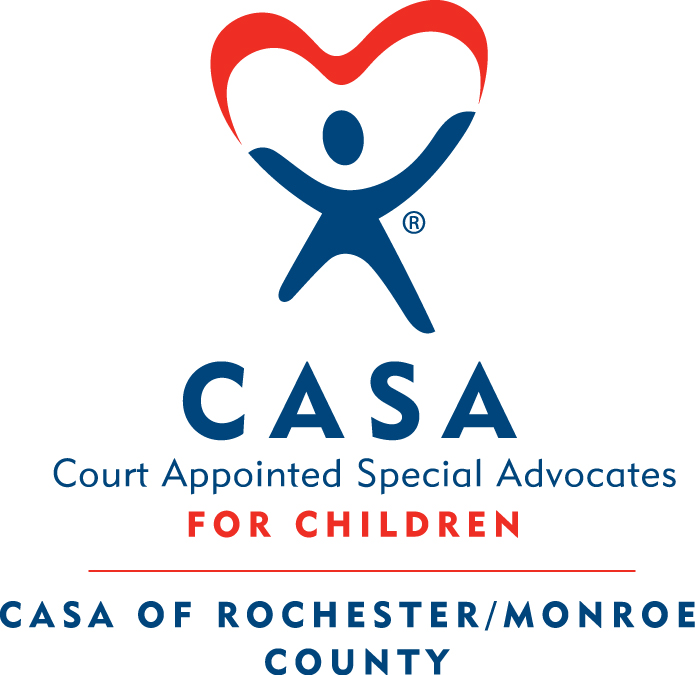 ®
CASA
Court Appointed Special Advocates
FOR CHILDREN
CASA OF ROCHESTER/MONROE
COUNTY